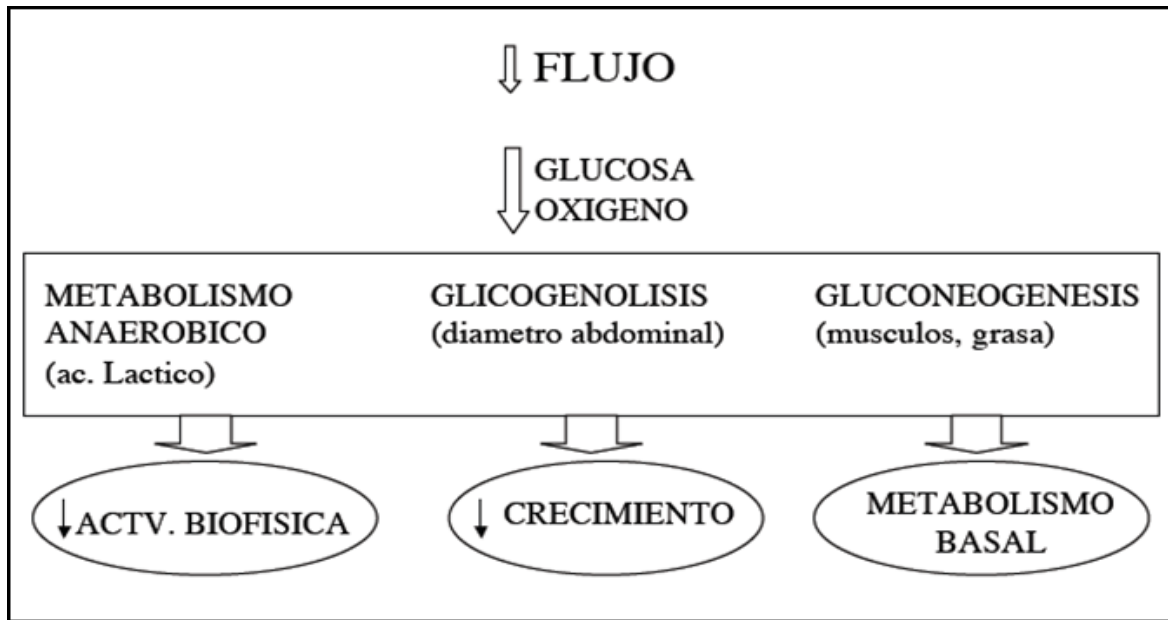 FLUJO
GLUCOSA
OXIGENO
METABOLISMO
ANAEROBICO
(ac. Lactico)
GLICOGENOLISIS
(diametro abdominal)
GLUCONEOGENESIS
(musculos, grasa)
ACTV. BIOFISICA
CRECIMIENTO
METABOLISMO
BASAL